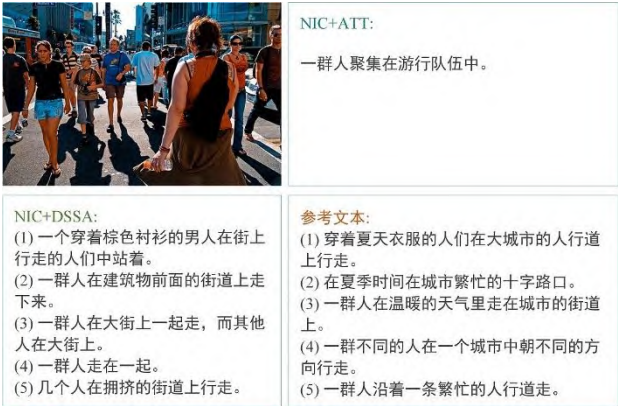 NIC+ATT:
一群人聚集在游行队伍中。
NIC+DSSA:
(1) 一个穿着棕色衬衫的男人在街上
行走的人们中站着。
(2) 一群人在建筑物前面的街道上走
下来。
(3) 一群人在大街上一起走，而其他
人在大街上。
(4) 一群人走在一起。
(5) 几个人在拥挤的街道上行走。
参考文本:
(1) 穿着夏天衣服的人们在大城市的人行道
上行走。
(2) 在夏季时间在城市繁忙的十字路口。
(3) 一群人在温暖的天气里走在城市的街道
上。
(4) 一群不同的人在一个城市中朝不同的方
向行走。
(5) 一群人沿着一条繁忙的人行道走。